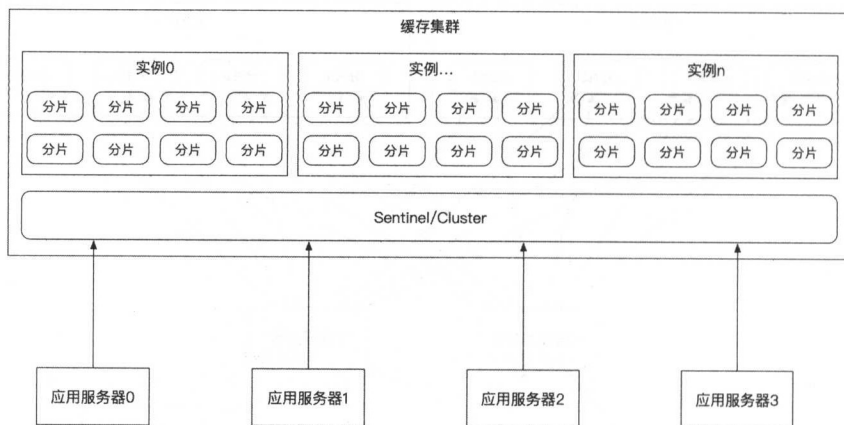 缓存集群
实例0 实例... 实例n
分片 分片 分片 分片 分片 分片 分片 分片 分片 分片 分片 分片
分片 分片 分片 分片 分片 分片 分片 分片 分片 分片 分片 分片
Sentinel/Cluster
应用服务器0 应用服务器1 应用服务器2 应用服务器3